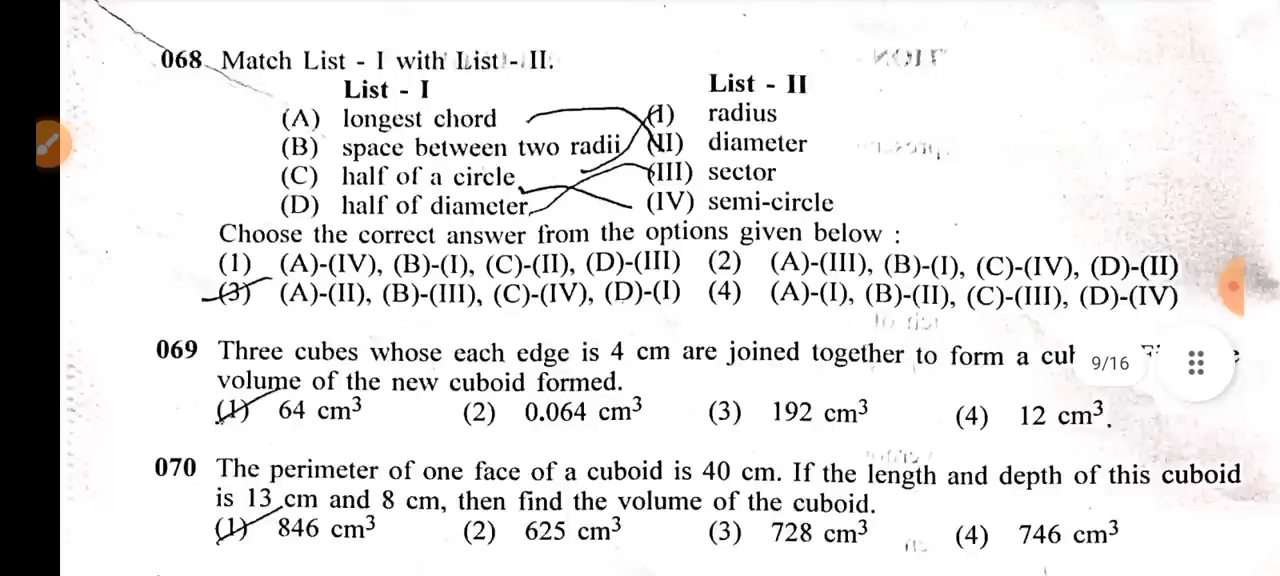 068 Match List - I with List - II.
List - I List - II
(A) longest chord (I) radius
(B) space between two radii (II) diameter
(C) half of a circle (III) sector
(D) half of diameter (IV) semi-circle
Choose the correct answer from the options given below :
(1) (A)-(IV), (B)-(I), (C)-(II), (D)-(III) (2) (A)-(III), (B)-(I), (C)-(IV), (D)-(II)
(3) (A)-(II), (B)-(III), (C)-(IV), (D)-(I) (4) (A)-(I), (B)-(II), (C)-(III), (D)-(IV)
069 Three cubes whose each edge is 4 cm are joined together to form a
9/16
volume of the new cuboid formed.
(1) 64 cm³ (2) 0.064 cm³ (3) 192 cm³ (4) 12 cm³.
070 The perimeter of one face of a cuboid is 40 cm. If the length and depth of this cuboid
is 13 cm and 8 cm, then find the volume of the cuboid.
(1) 846 cm³ (2) 625 cm³ (3) 728 cm³ (4) 746 cm³